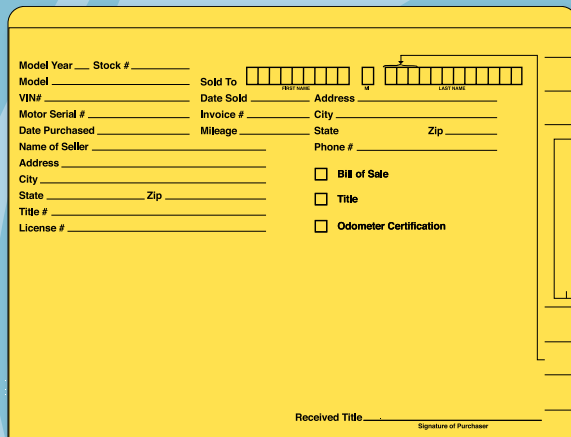 Model Year Stock #
Model Sold To
FIRST NAME MI LAST NAME
VIN# Date Sold Address
Motor Serial # Invoice # City
Date Purchased Mileage State Zip
Name of Seller Phone #
Address
Bill of Sale
City
State Zip Title
Title #
License # Odometer Certification
Received Title
Signature of Purchaser